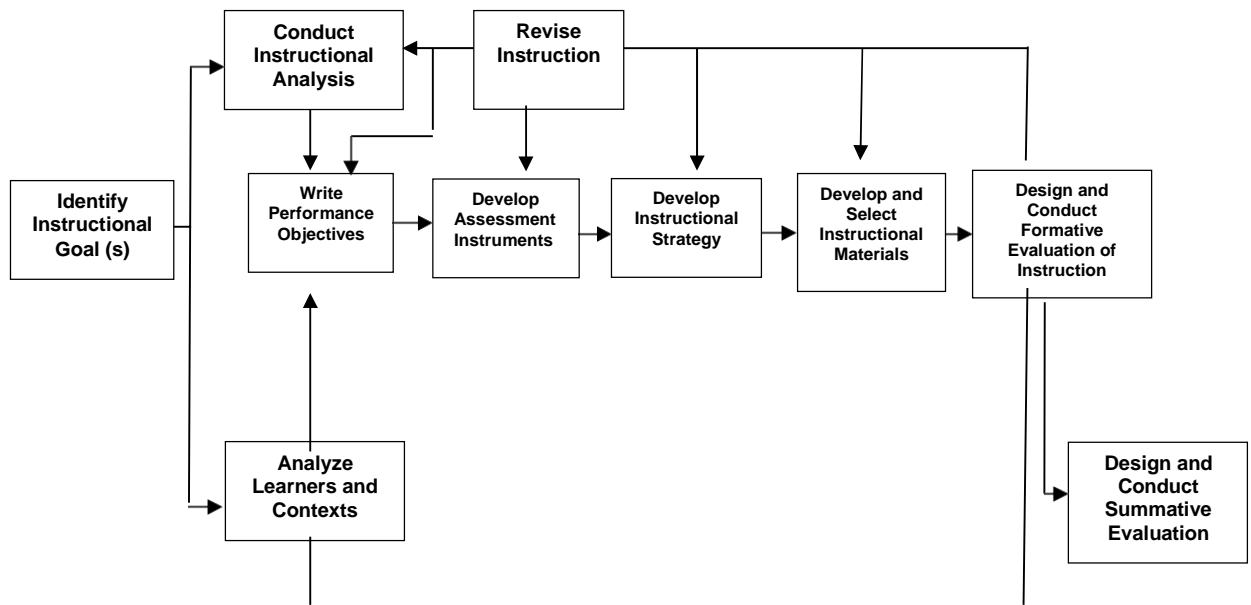 Conduct
Instructional
Analysis
Revise
Instruction
Identify
Instructional
Goal (s)
Write
Performance
Objectives
Develop
Assessment
Instruments
Develop
Instructional
Strategy
Develop and
Select
Instructional
Materials
Design and
Conduct
Formative
Evaluation of
Instruction
Analyze
Learners and
Contexts
Design and
Conduct
Summative
Evaluation